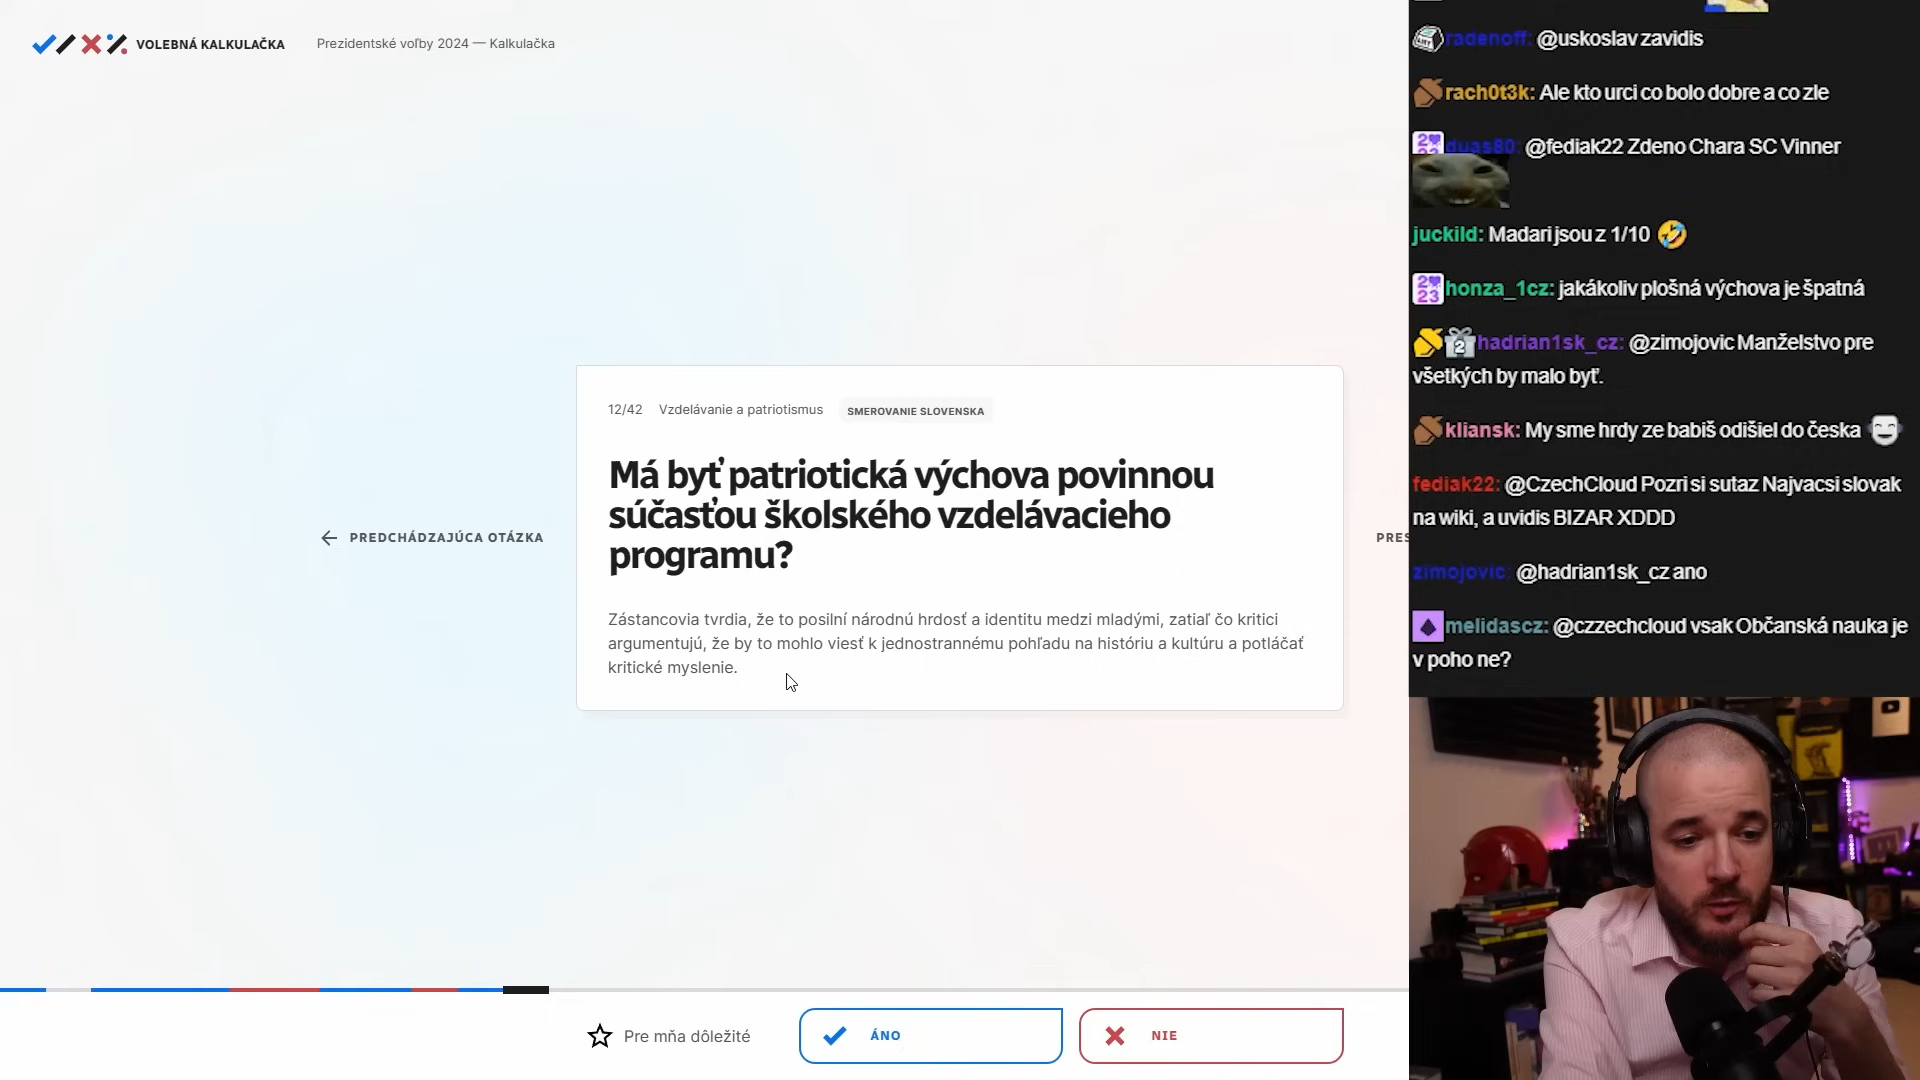 VOLEBNÁ KALKULAČKA
Prezidentské voľby 2024 — Kalkulačka
PREDCHÁDZAJÚCA OTÁZKA
12/42 Vzdelávanie a patriotismus SMEROVANIE SLOVENSKA
Má byť patriotická výchova povinnou
súčasťou školského vzdelávacieho
programu?
Zástancovia tvrdia, že to posilní národnú hrdosť a identitu medzi mladými, zatiaľ čo kritici
argumentujú, že by to mohlo viesť k jednostrannému pohľadu na históriu a kultúru a potláčať
kritické myslenie.
PRES
Pre mňa dôležité
ÁNO
NIE
radenoff: @uskoslav zavidis
rach0t3k: Ale kto urci co bolo dobre a co zle
duas80: @fediak22 Zdeno Chara SC Vinner
juckild: Madari jsou z 1/10
2023 honza_1cz: jakákoliv plošná výchova je špatná
2 hadrian1sk_cz: @zimojovic Manželstvo pre
všetkých by malo byť.
kliansk: My sme hrdy ze babiš odišiel do česka
fediak22: @CzechCloud Pozri si sutaz Najvacsi slovak
na wiki, a uvidis BIZAR XDDD
zimojovic: @hadrian1sk_cz ano
melidascz: @czzechcloud vsak Občanská nauka je
v poho ne?